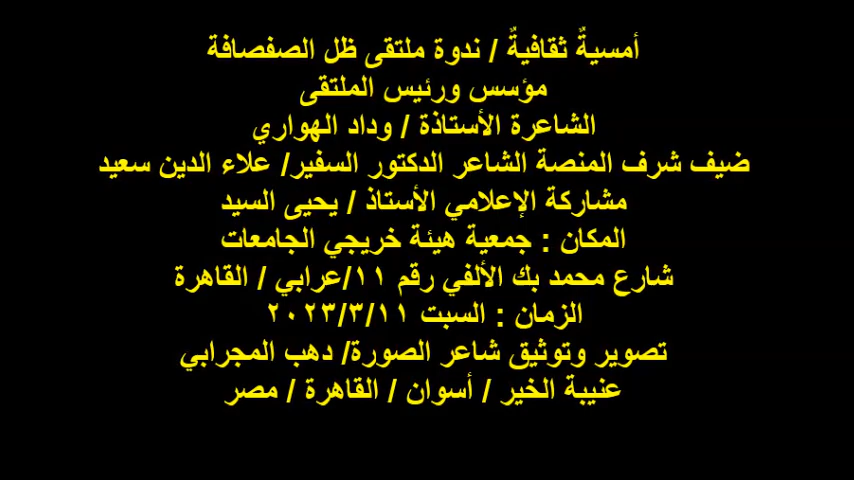 أمسيةٌ ثقافيةٌ / ندوة ملتقى ظل الصفصافة
مؤسس ورئيس الملتقى
الشاعرة الأستاذة / وداد الهواري
ضيف شرف المنصة الشاعر الدكتور السفير/ علاء الدين سعيد
مشاركة الإعلامي الأستاذ / يحيى السيد
المكان : جمعية هيئة خريجي الجامعات
شارع محمد بك الألفي رقم ١١/عرابي / القاهرة
الزمان : السبت ٢٠٢٣/٣/١١
تصوير وتوثيق شاعر الصورة/ دهب المجرابي
عنيبة الخير / أسوان / القاهرة / مصر